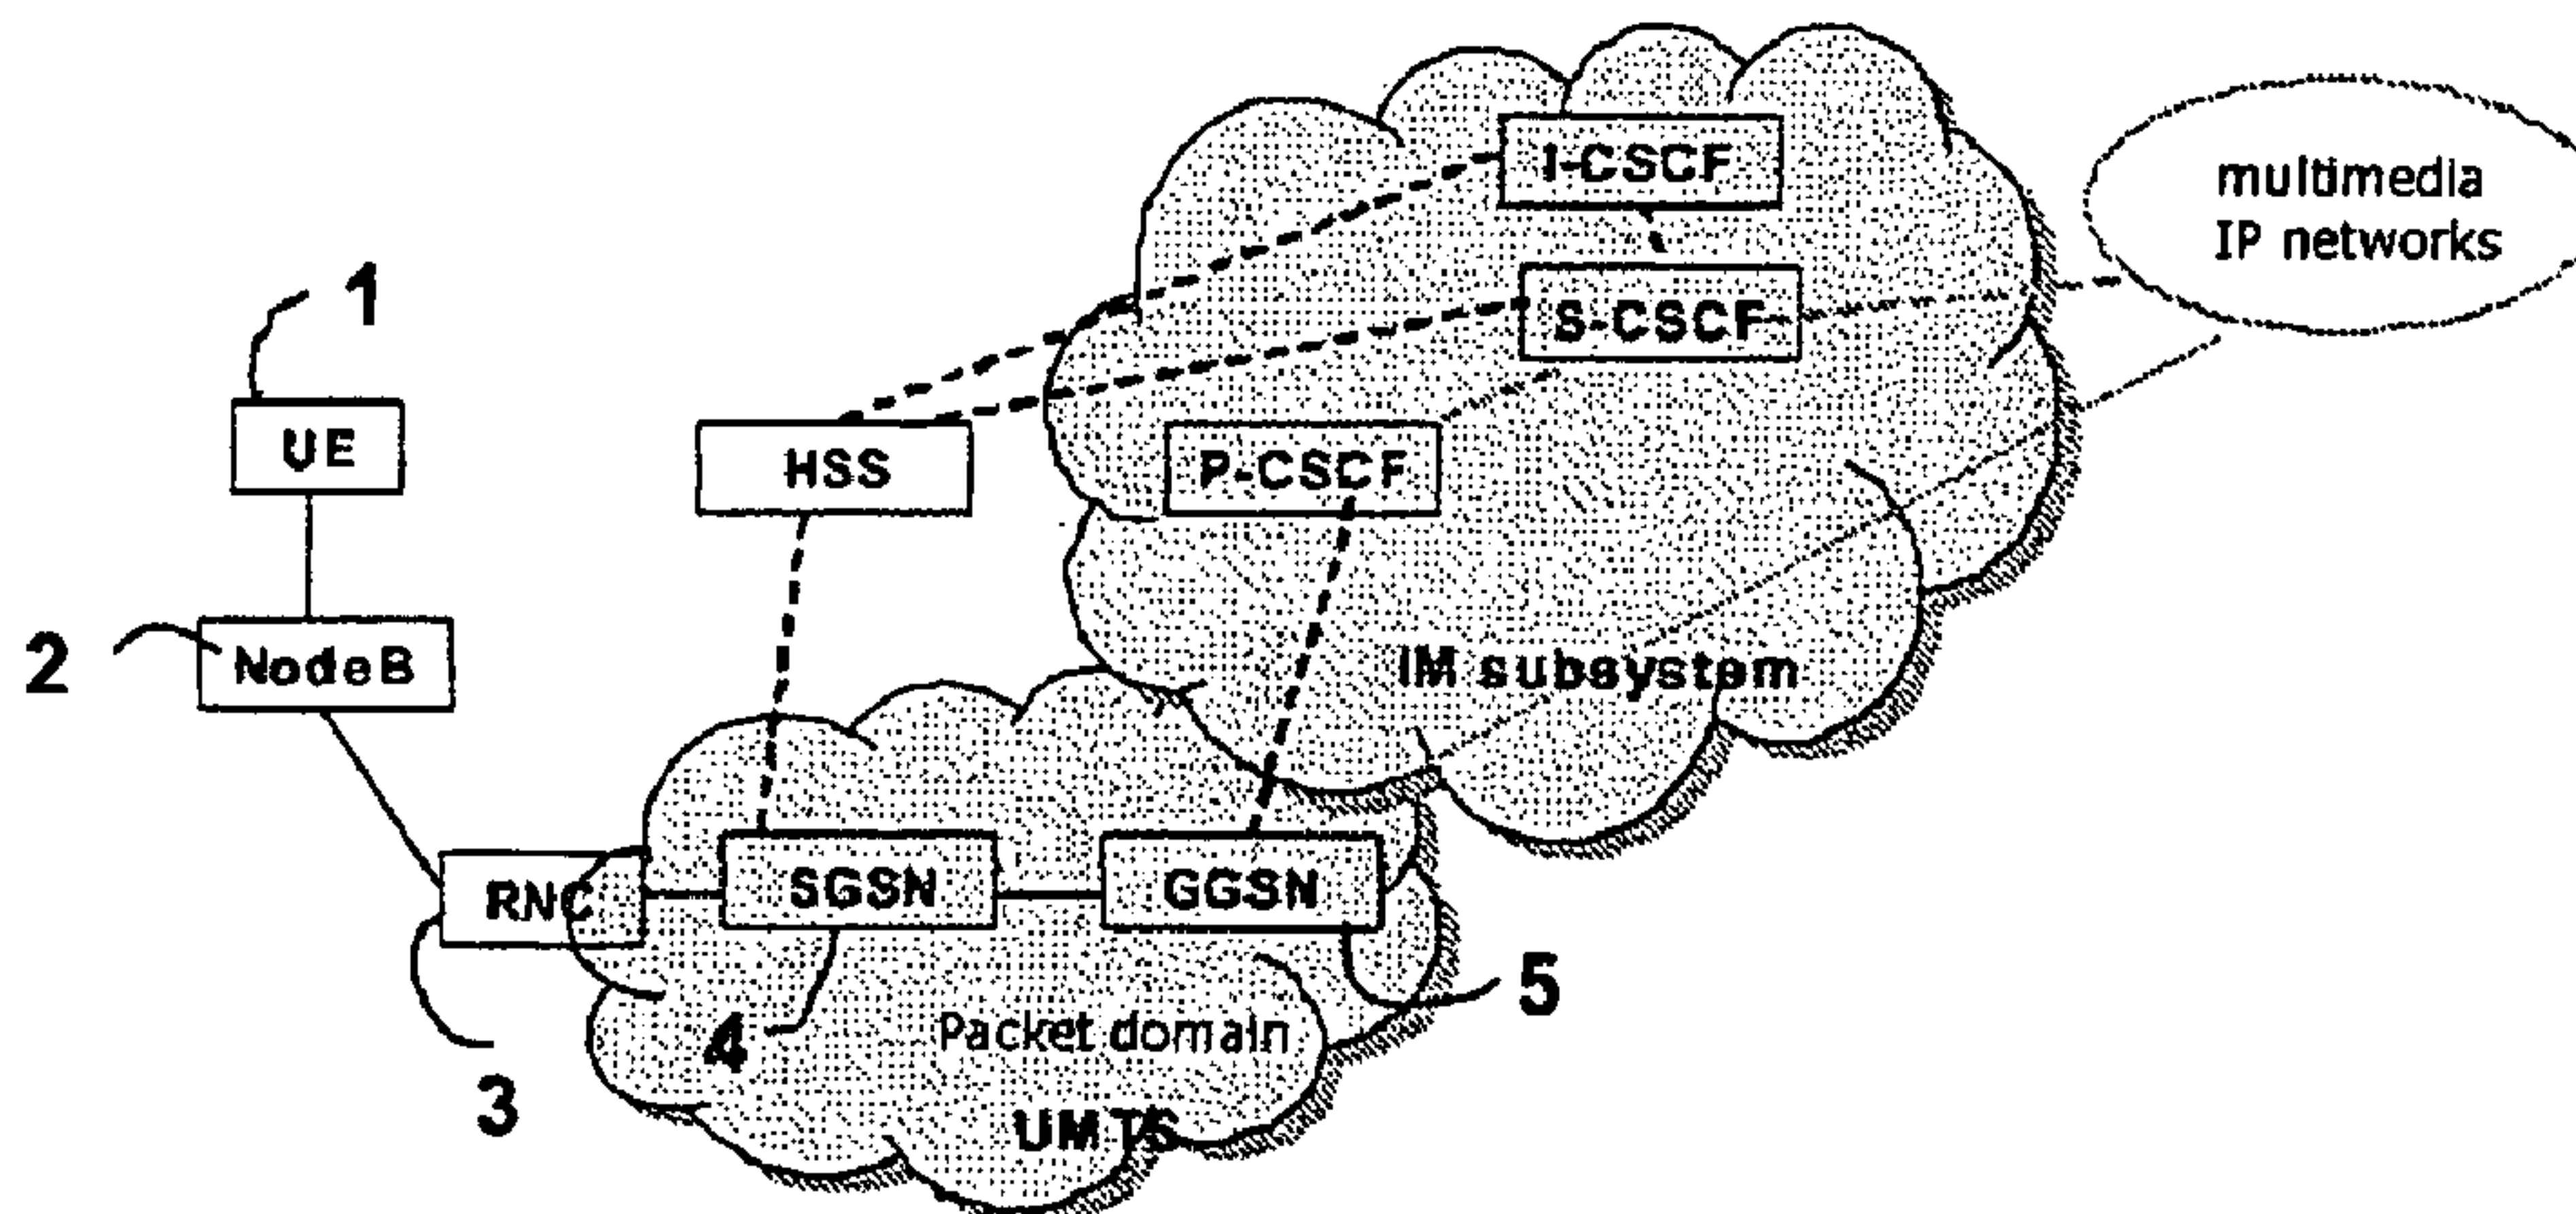 I-CSCF
multimedia
IP networks
1
S-CSCF
UE
HSS
P-CSCF
2
NodeB
IM subsystem
RNC
SGSN
GGSN
5
4
Packet domain
3
UMTS